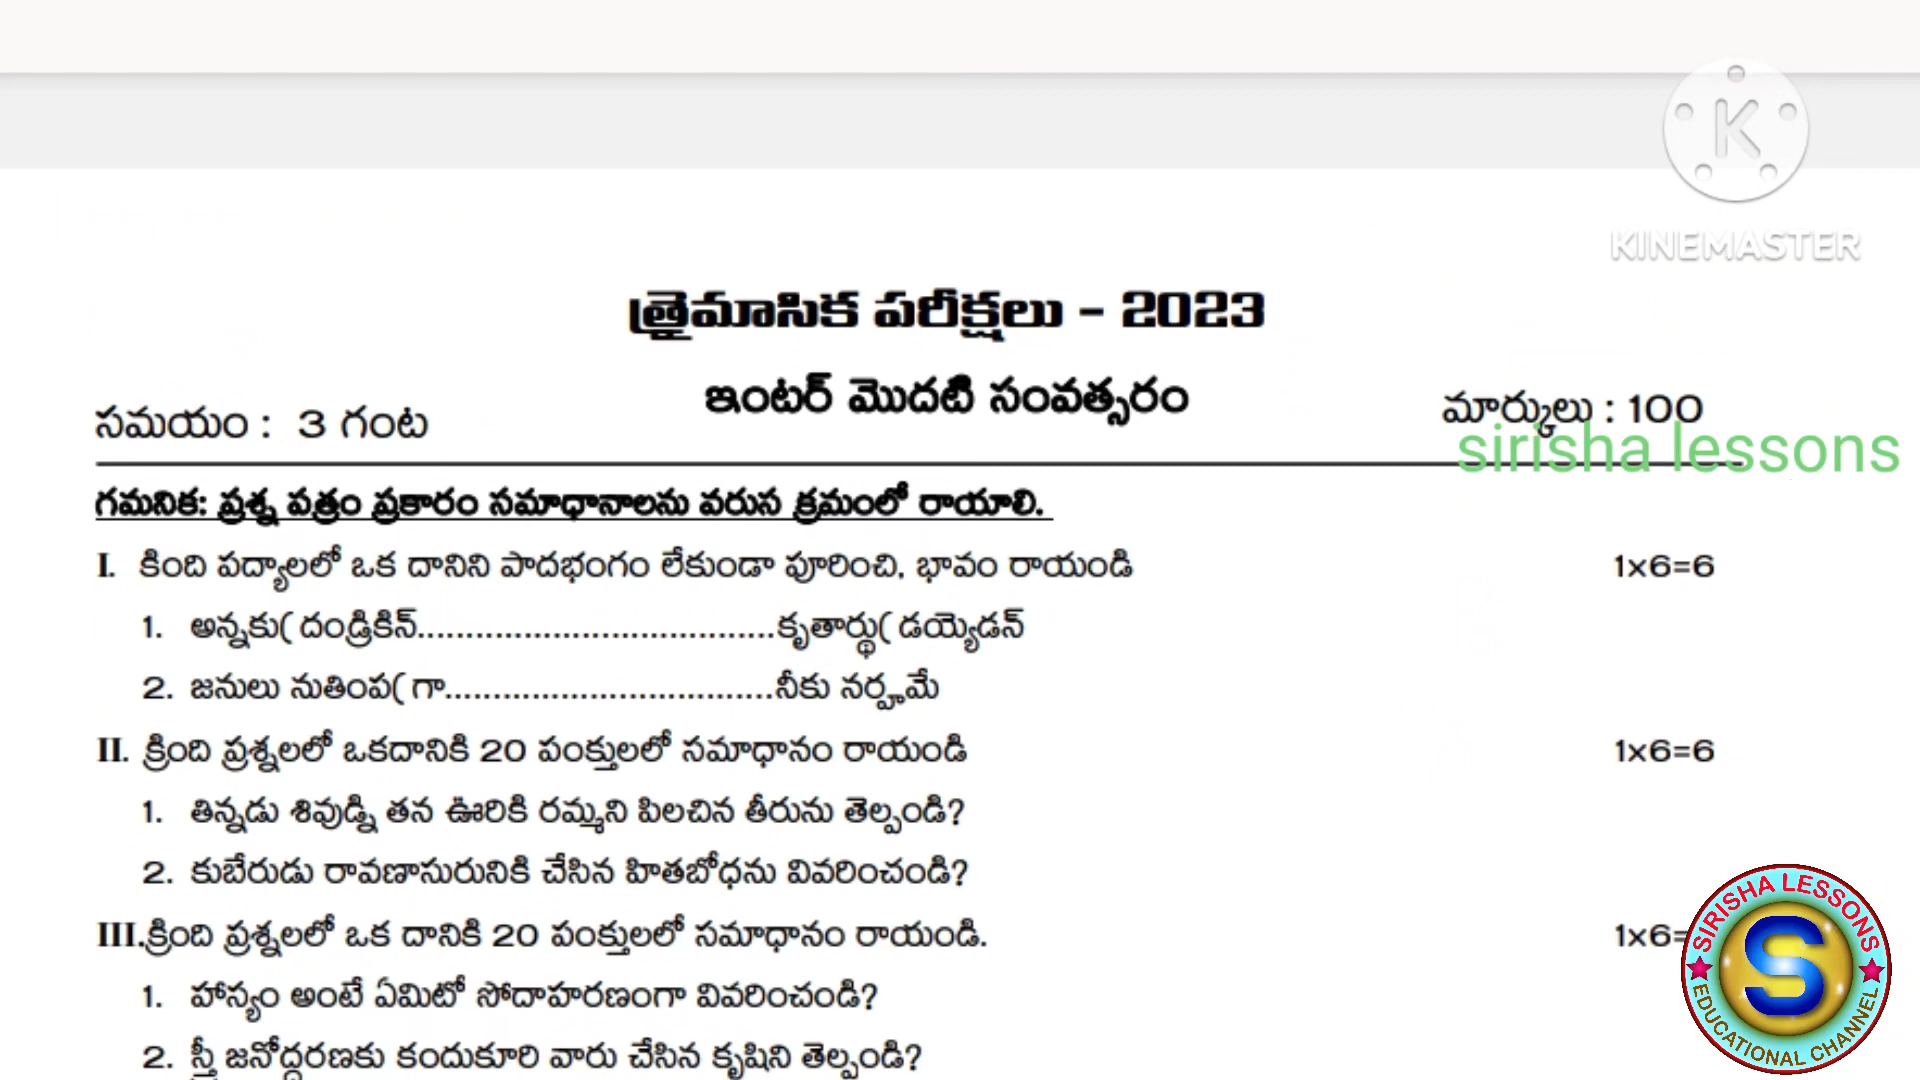 KINEMASTER
త్రైమాసిక పరీక్షలు - 2023
ఇంటర్ మొదటి సంవత్సరం
సమయం : 3 గంట
మార్కులు : 100
sirisha lessons
గమనిక: ప్రశ్న పత్రం ప్రకారం సమాధానాలను వరుస క్రమంలో రాయాలి.
I. కింది పద్యాలలో ఒక దానిని పాదభంగం లేకుండా పూరించి, భావం రాయండి 1x6=6
1. అన్నకు( దండ్రికిన్.....................................కృతార్థు( డయ్యెడన్
2. జనులు నుతింప( గా..................................నీకు నర్హమే
II. క్రింది ప్రశ్నలలో ఒకదానికి 20 పంక్తులలో సమాధానం రాయండి 1x6=6
1. తిన్నడు శివుడ్ని తన ఊరికి రమ్మని పిలచిన తీరును తెల్పండి?
2. కుబేరుడు రావణాసురునికి చేసిన హితబోధను వివరించండి?
III.క్రింది ప్రశ్నలలో ఒక దానికి 20 పంక్తులలో సమాధానం రాయండి. 1x6=
1. హాస్యం అంటే ఏమిటో సోదాహరణంగా వివరించండి?
2. స్త్రీ జనోద్ధరణకు కందుకూరి వారు చేసిన కృషిని తెల్పండి?
SIRISHA LESSONS
S
EDUCATIONAL CHANNEL